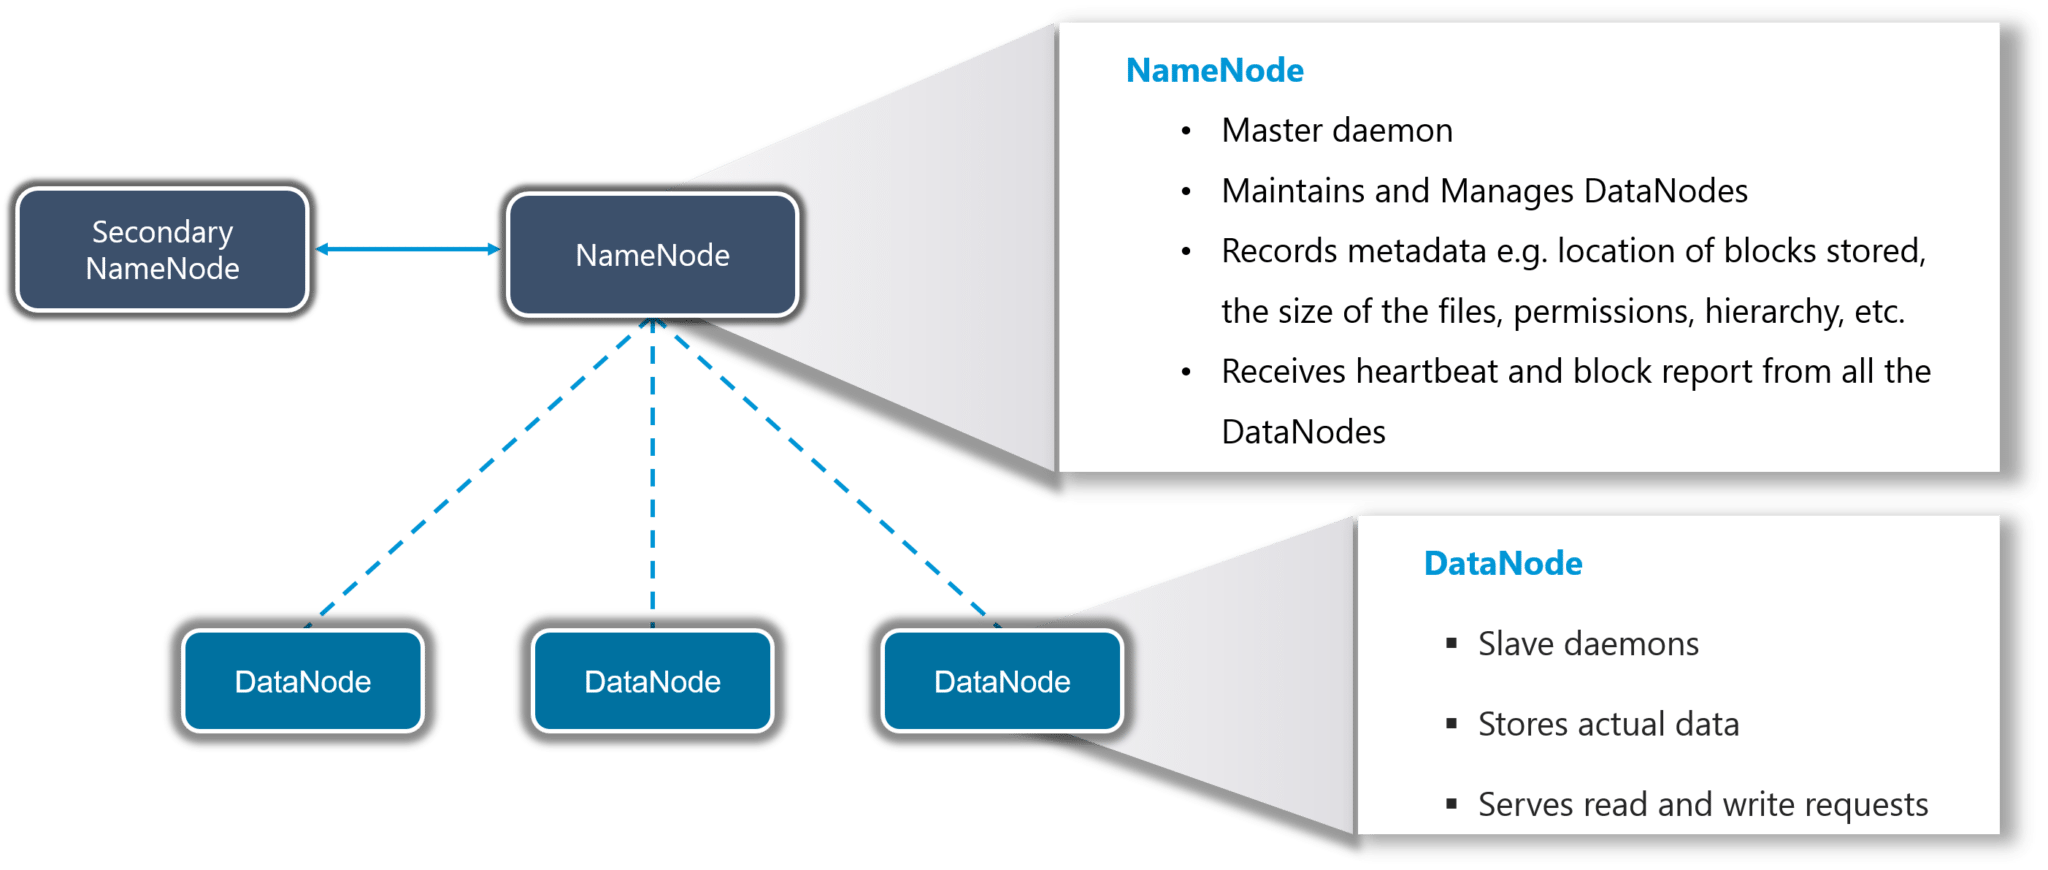 Secondary
NameNode
NameNode
NameNode
• Master daemon
• Maintains and Manages DataNodes
• Records metadata e.g. location of blocks stored,
the size of the files, permissions, hierarchy, etc.
• Receives heartbeat and block report from all the
DataNodes
DataNode
DataNode
DataNode
DataNode
▪ Slave daemons
▪ Stores actual data
▪ Serves read and write requests